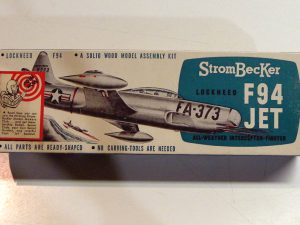 • LOCKHEED F94 • A SOLID WOOD MODEL ASSEMBLY KIT
STROMBECKER
LOCKHEED
F94
JET
ALL-WEATHER INTERCEPTOR-FIGHTER
FA-373
• ALL PARTS ARE READY-SHAPED • NO CARVING-TOOLS ARE NEEDED